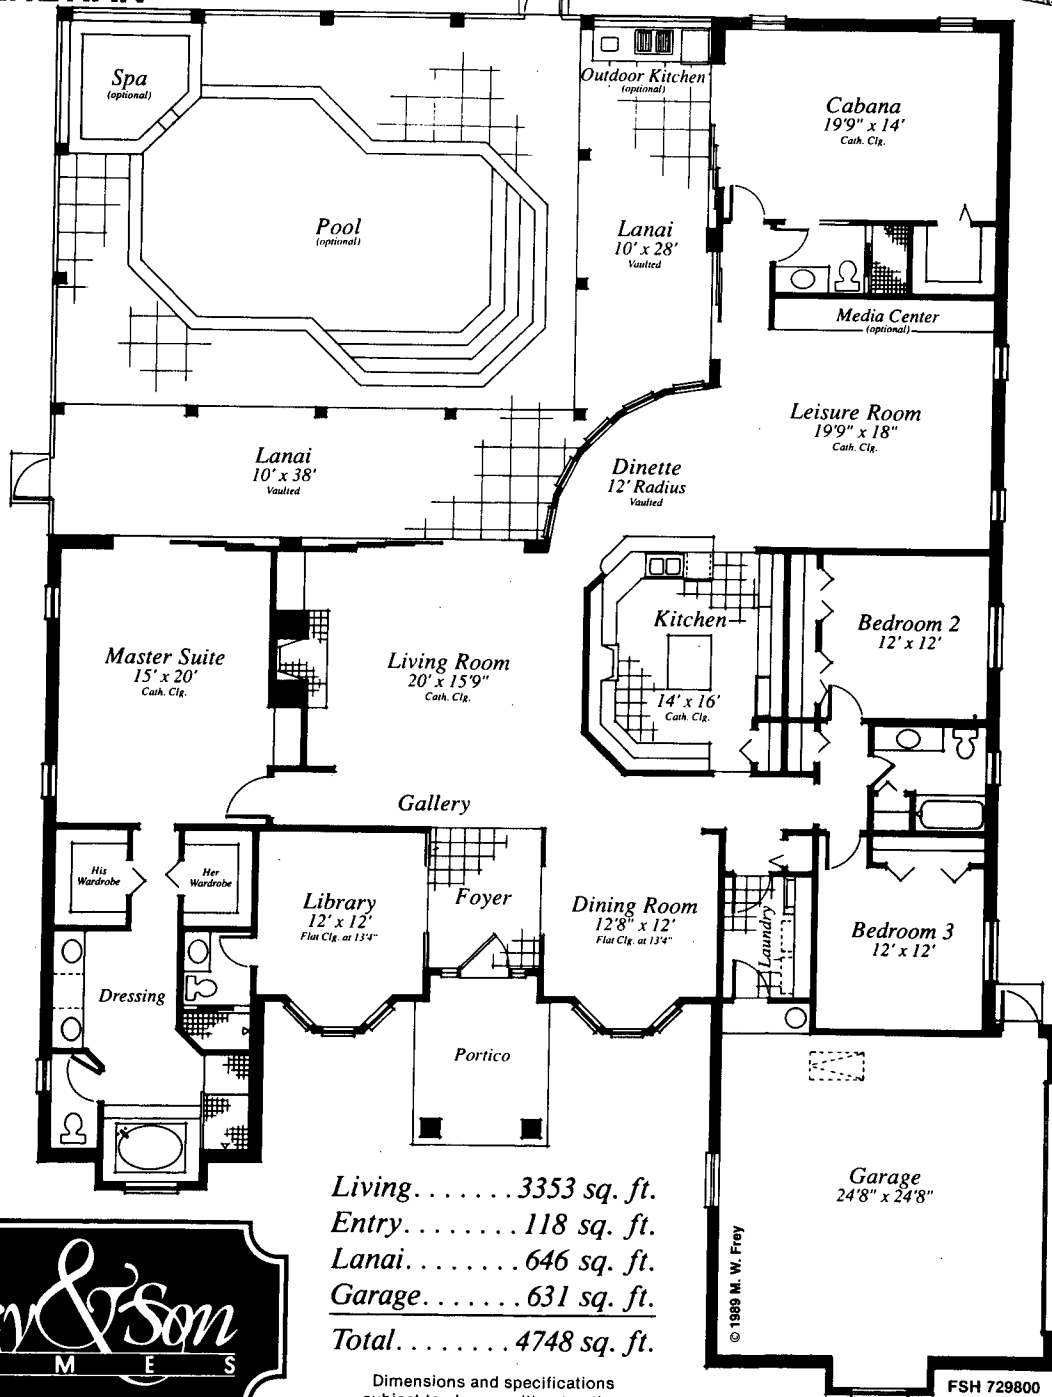 Spa
(optional)
Outdoor Kitchen
(optional)
Cabana
19'9" x 14'
Cath. Clg.
Pool
(optional)
Lanai
10' x 28'
Vaulted
Media Center
(optional)
Leisure Room
19'9" x 18"
Cath. Clg.
Lanai
10' x 38'
Vaulted
Dinette
12' Radius
Vaulted
Master Suite
15' x 20'
Cath. Clg.
Living Room
20' x 15'9"
Cath. Clg.
Kitchen
14' x 16'
Cath. Clg.
Bedroom 2
12' x 12'
Gallery
His
Wardrobe
Her
Wardrobe
Library
12' x 12'
Flat Clg. at 13'4"
Foyer
Dining Room
12'8" x 12'
Flat Clg. at 13'4"
Laundry
Bedroom 3
12' x 12'
Dressing
Portico
Garage
24'8" x 24'8"
Living.......3353 sq. ft.
Entry........118 sq. ft.
Lanai........646 sq. ft.
Garage.......631 sq. ft.
Total........4748 sq. ft.
© 1989 M. W. Frey
& Son
M E S
Dimensions and specifications
FSH 729800